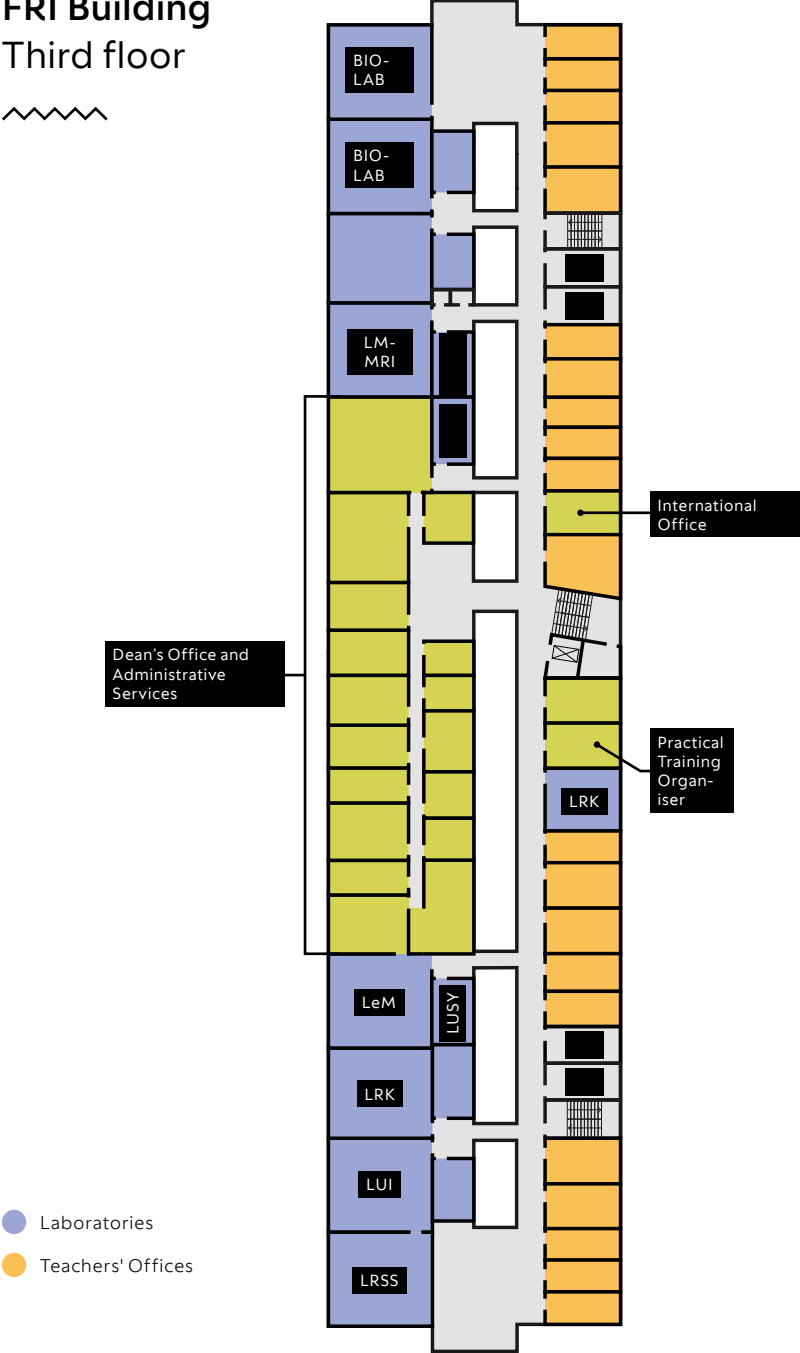 FRI Building
Third floor
BIO-
LAB
BIO-
LAB
LM-
MRI
International
Office
Dean's Office and
Administrative
Services
Practical
Training
Organ-
iser
LRK
LeM
LUSY
LRK
LUI
LRSS
Laboratories
Teachers' Offices